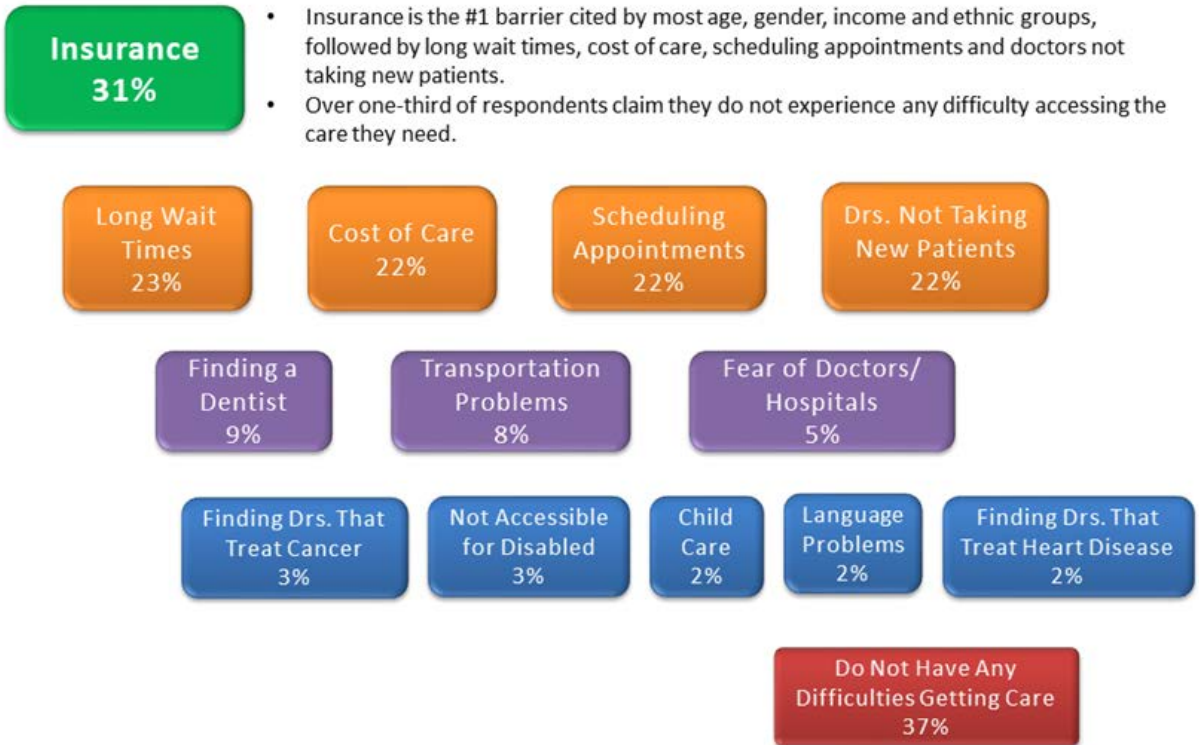 Insurance
31%
• Insurance is the #1 barrier cited by most age, gender, income and ethnic groups,
followed by long wait times, cost of care, scheduling appointments and doctors not
taking new patients.
• Over one-third of respondents claim they do not experience any difficulty accessing the
care they need.
Long Wait
Times
23%
Cost of Care
22%
Scheduling
Appointments
22%
Drs. Not Taking
New Patients
22%
Finding a
Dentist
9%
Transportation
Problems
8%
Fear of Doctors/
Hospitals
5%
Finding Drs. That
Treat Cancer
3%
Not Accessible
for Disabled
3%
Child
Care
2%
Language
Problems
2%
Finding Drs. That
Treat Heart Disease
2%
Do Not Have Any
Difficulties Getting Care
37%